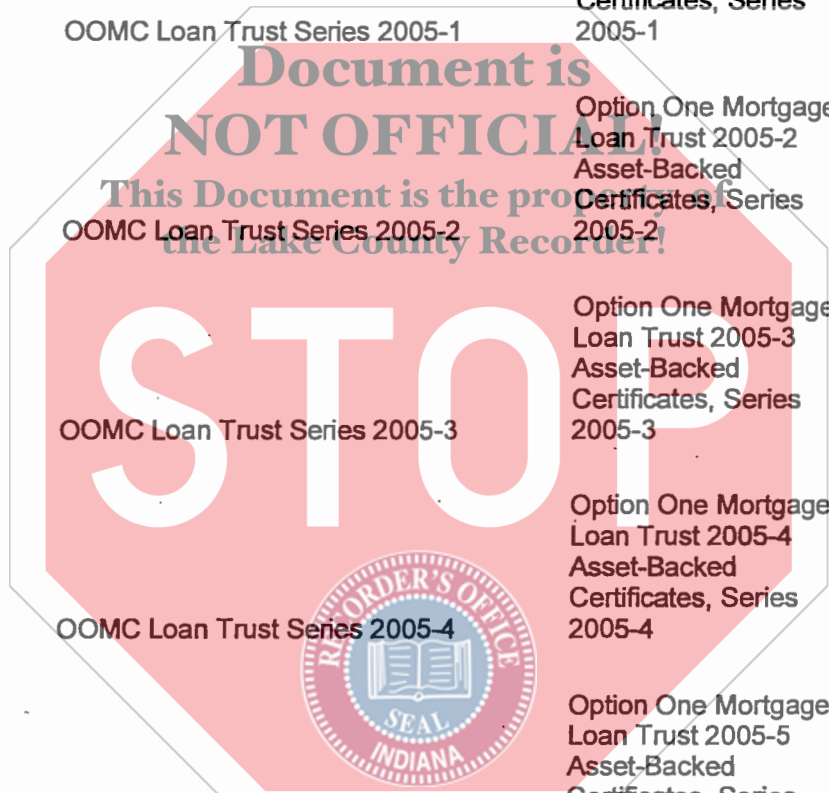 Certificates, Series
OOMC Loan Trust Series 2005-1 2005-1
Document is
Option One Mortgage
NOT OFFICIAL!
Loan Trust 2005-2
Asset-Backed
This Document is the property of
Certificates, Series
OOMC Loan Trust Series 2005-2 2005-2
the Lake County Recorder!
Option One Mortgage
Loan Trust 2005-3
Asset-Backed
Certificates, Series
OOMC Loan Trust Series 2005-3 2005-3
STOP
Option One Mortgage
Loan Trust 2005-4
Asset-Backed
Certificates, Series
OOMC Loan Trust Series 2005-4 2005-4
RECORDER'S OFFICE
SEAL
INDIANA
Option One Mortgage
Loan Trust 2005-5
Asset-Backed
Certificates, Series